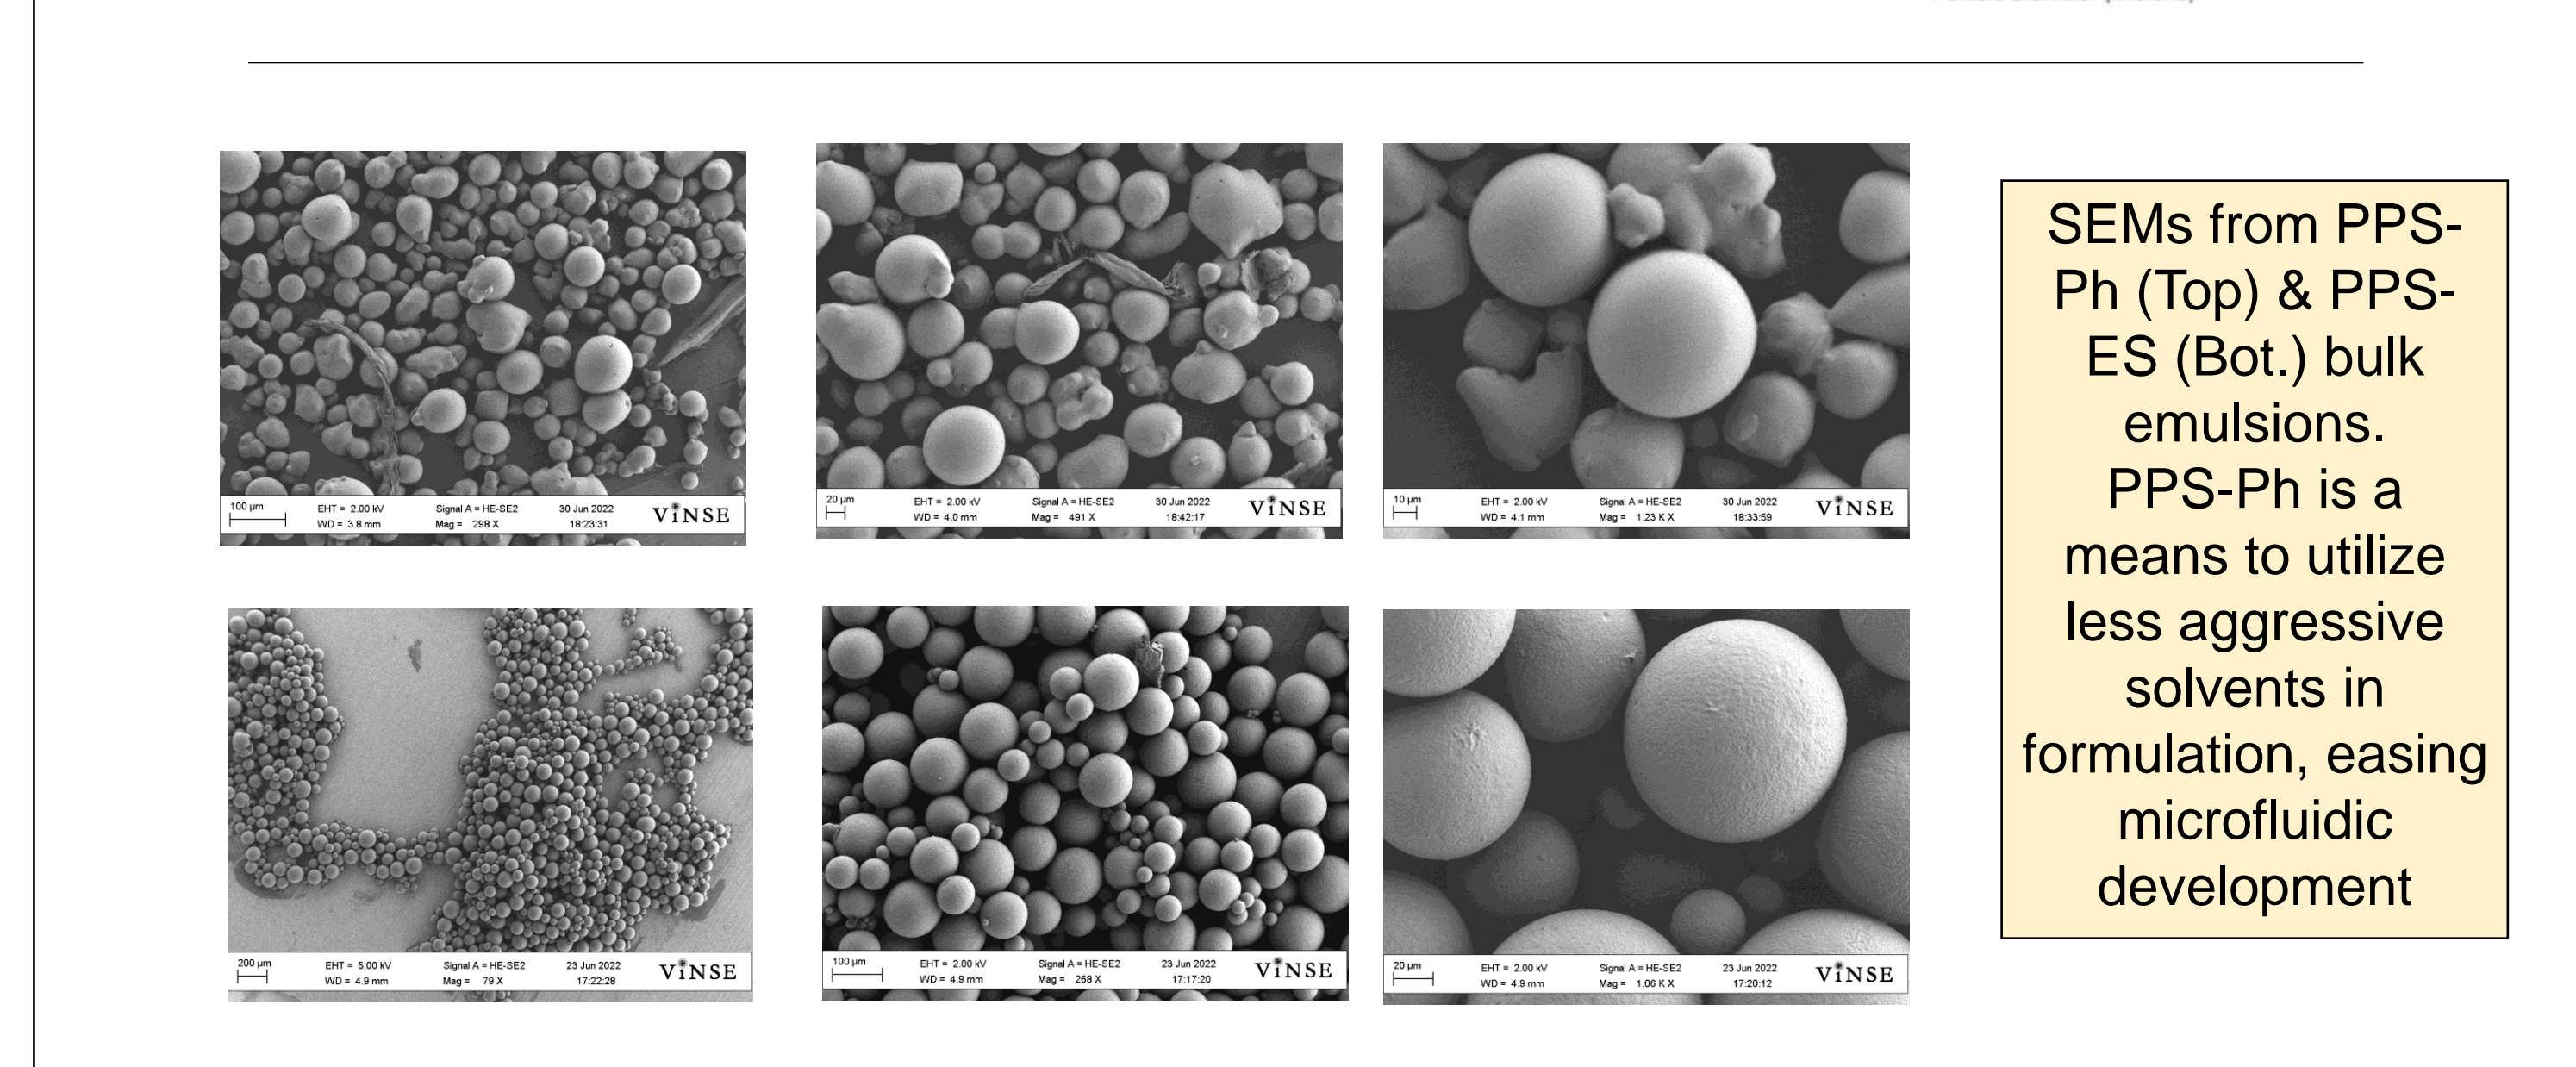 100 µm
EHT = 2.00 kV
Signal A = HE-SE2
30 Jun 2022
WD = 3.8 mm
Mag = 298 X
18:23:31
ViNSE
20 µm
EHT = 2.00 kV
Signal A = HE-SE2
30 Jun 2022
WD = 4.0 mm
Mag = 491 X
18:42:17
ViNSE
10 µm
EHT = 2.00 kV
Signal A = HE-SE2
30 Jun 2022
WD = 4.1 mm
Mag = 1.23 K X
18:33:59
ViNSE
200 µm
EHT = 5.00 kV
Signal A = HE-SE2
23 Jun 2022
WD = 4.9 mm
Mag = 79 X
17:22:28
ViNSE
100 µm
EHT = 2.00 kV
Signal A = HE-SE2
23 Jun 2022
WD = 4.9 mm
Mag = 268 X
17:17:20
ViNSE
20 µm
EHT = 2.00 kV
Signal A = HE-SE2
23 Jun 2022
WD = 4.9 mm
Mag = 1.06 K X
17:20:12
ViNSE
SEMs from PPS-
Ph (Top) & PPS-
ES (Bot.) bulk
emulsions.
PPS-Ph is a
means to utilize
less aggressive
solvents in
formulation, easing
microfluidic
development